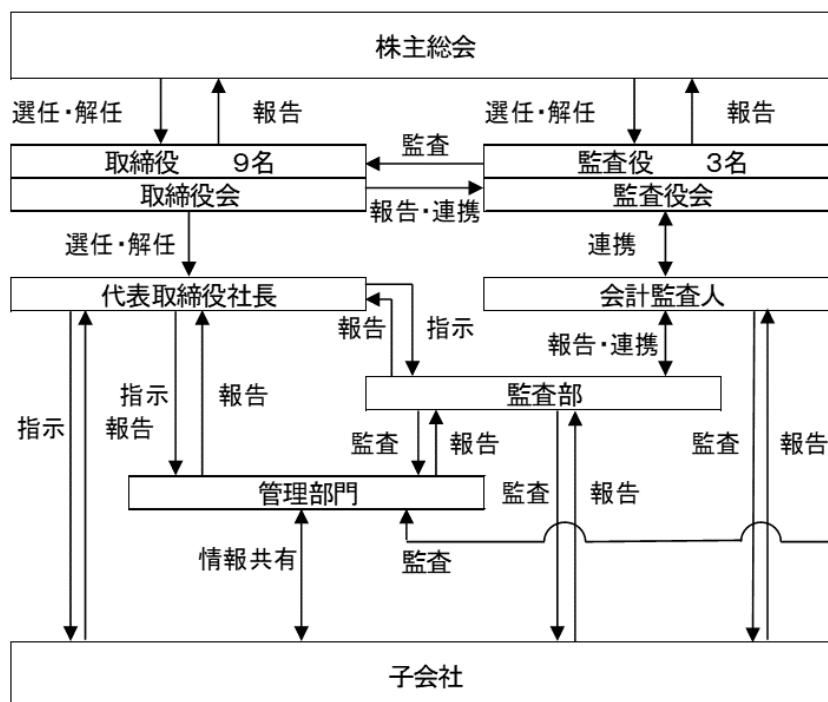 株主総会
選任・解任
報告
選任・解任
報告
取締役 9名
監査
監査役 3名
取締役会
報告・連携
監査役会
選任・解任
連携
代表取締役社長
会計監査人
報告
指示
報告・連携
監査部
指示
指示
報告
報告
監査
報告
監査
報告
管理部門
監査
報告
情報共有
監査
子会社